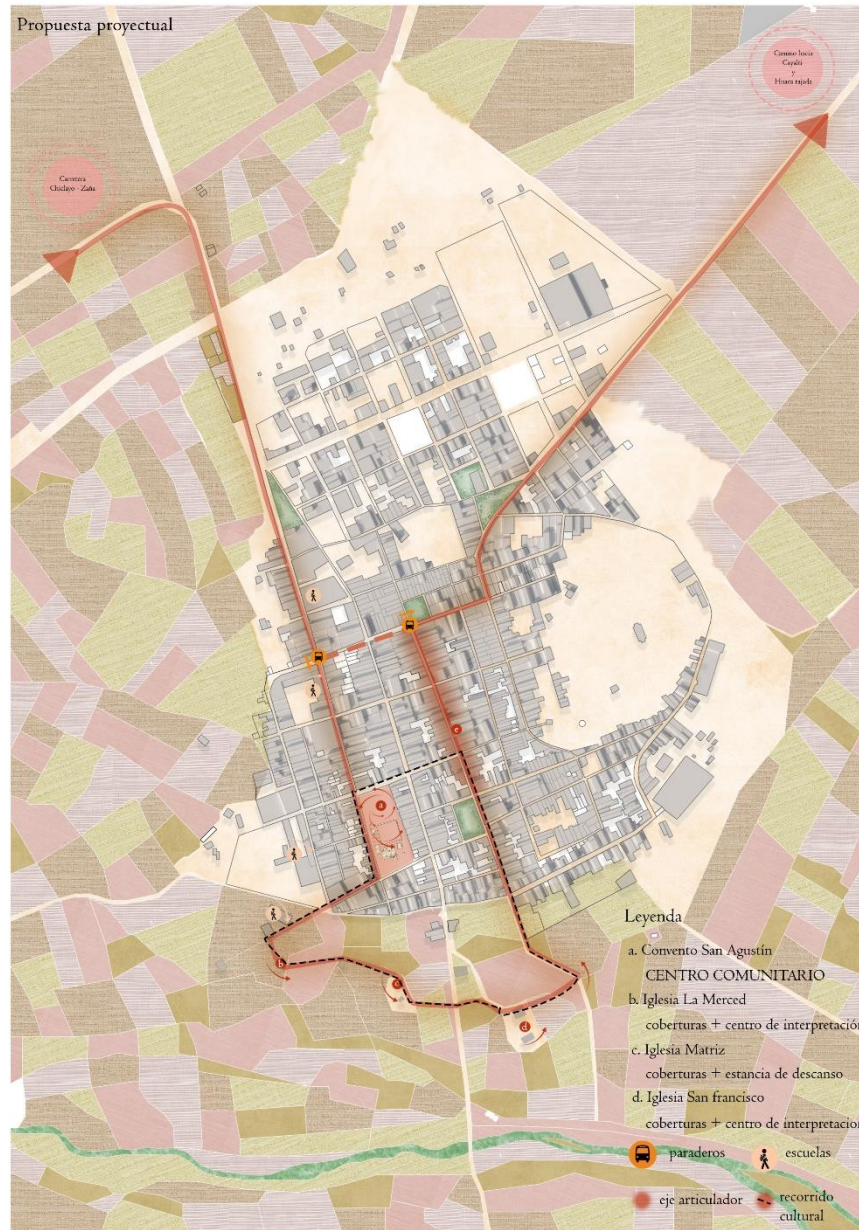 Propuesta proyectual
Camino hacia
Cayalti
y
Huaca rajada
Carretera
Chiclayo - Zaña
e
a
b
c
d
Leyenda
a. Convento San Agustín
CENTRO COMUNITARIO
b. Iglesia La Merced
coberturas + centro de interpretación
c. Iglesia Matriz
coberturas + estancia de descanso
d. Iglesia San francisco
coberturas + centro de interpretación
paraderos
escuelas
eje articulador
recorrido
cultural